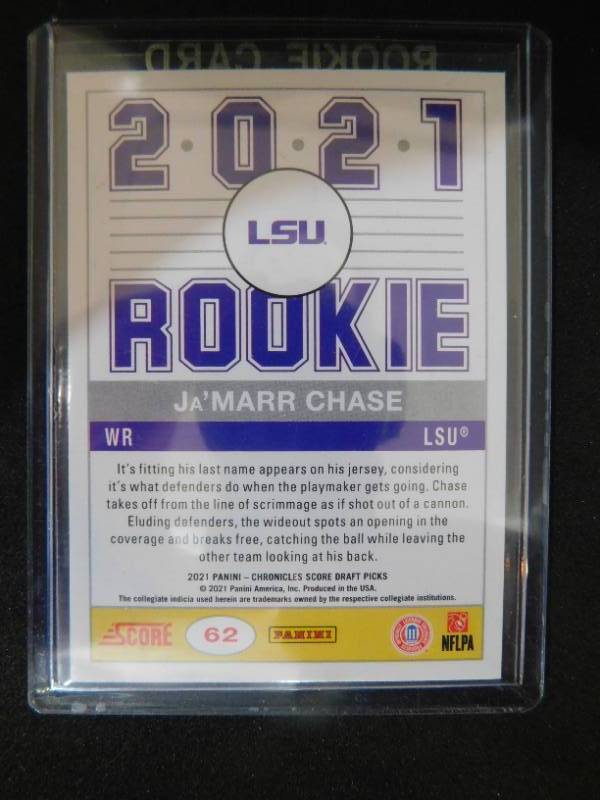 ROOKIE CARD
2·0·2·1
LSU
ROOKIE
JA'MARR CHASE
WR LSU®
It's fitting his last name appears on his jersey, considering
it's what defenders do when the playmaker gets going. Chase
takes off from the line of scrimmage as if shot out of a cannon.
Eluding defenders, the wideout spots an opening in the
coverage and breaks free, catching the ball while leaving the
other team looking at his back.
2021 PANINI – CHRONICLES SCORE DRAFT PICKS
© 2021 Panini America, Inc. Produced in the USA.
The collegiate indicia used herein are trademarks owned by the respective collegiate institutions.
SCORE 62 PANINI NFLPA